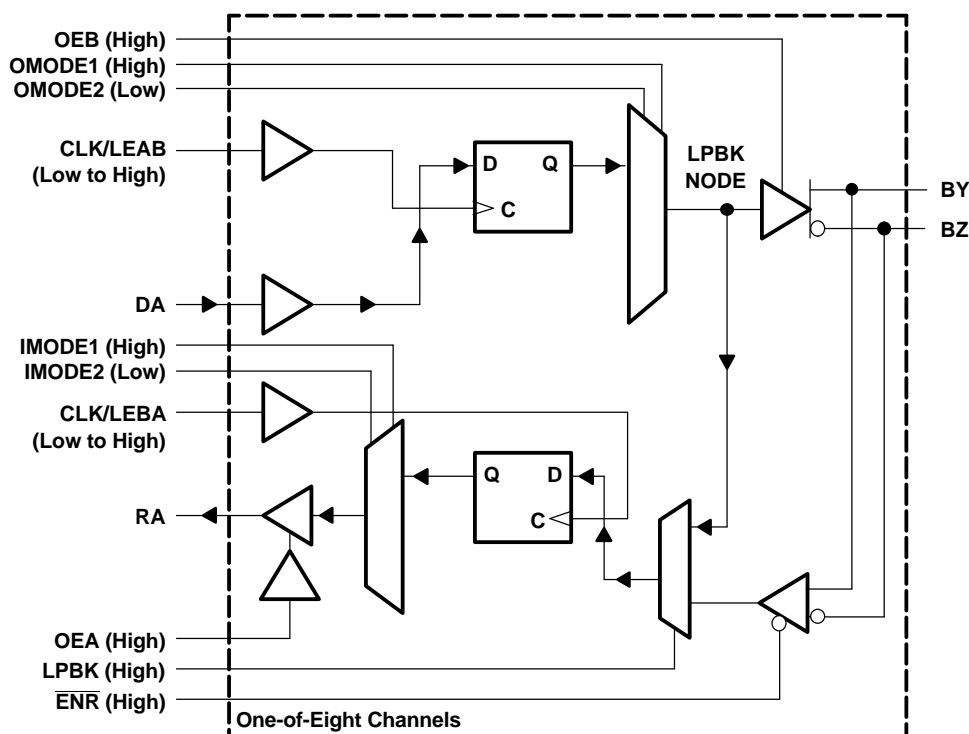 OEB (High)
OMODE1 (High)
OMODE2 (Low)
CLK/LEAB
(Low to High)
D
Q
C
LPBK
NODE
BY
BZ
DA
IMODE1 (High)
IMODE2 (Low)
CLK/LEBA
(Low to High)
Q
D
C
RA
OEA (High)
LPBK (High)
E̅N̅R̅ (High)
One-of-Eight Channels